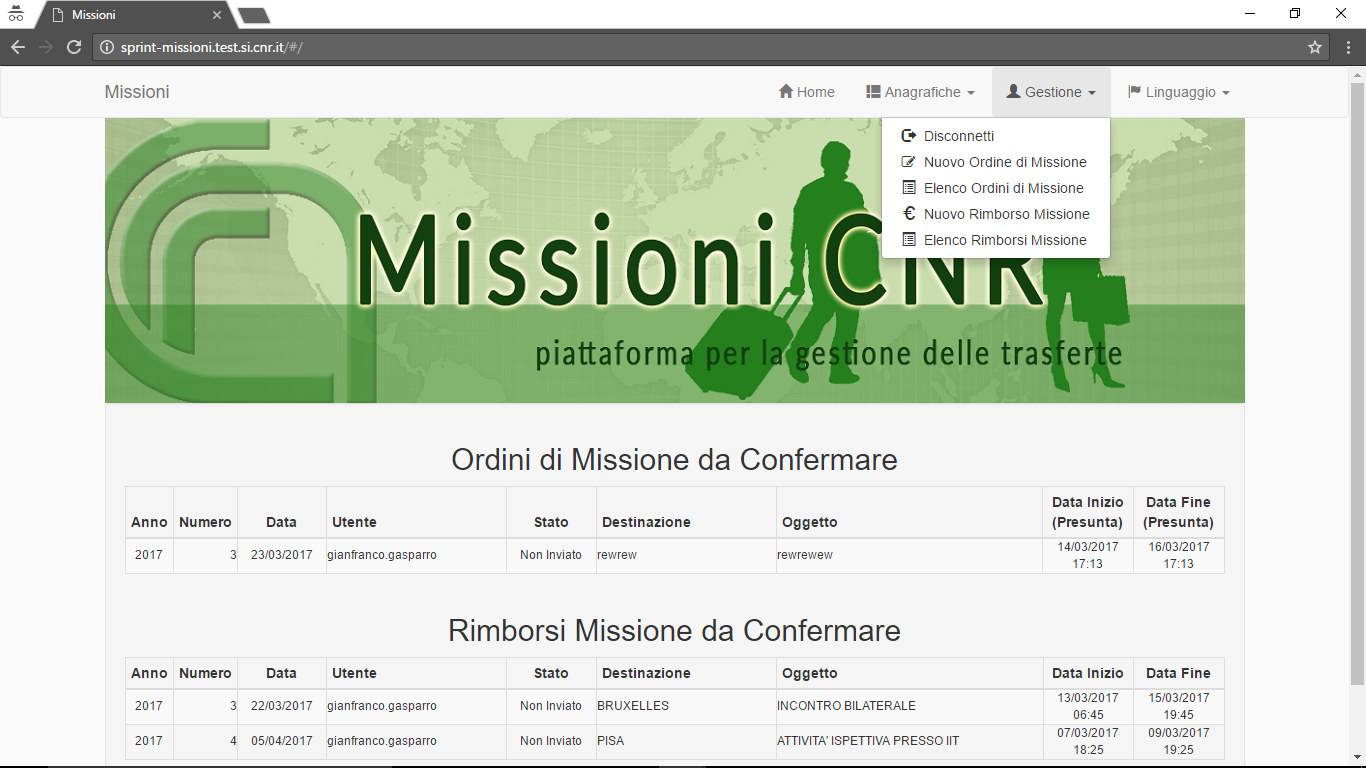 Missioni
sprint-missioni.test.si.cnr.it/#/
Missioni Home Anagrafiche Gestione Linguaggio
Disconnetti
Nuovo Ordine di Missione
Elenco Ordini di Missione
Nuovo Rimborso Missione
Elenco Rimborsi Missione
Missioni CNR
piattaforma per la gestione delle trasferte
Ordini di Missione da Confermare
Anno Numero Data Utente Stato Destinazione Oggetto Data Inizio (Presunta) Data Fine (Presunta)
2017 3 23/03/2017 gianfranco.gasparro Non Inviato rewrew rewrewew 14/03/2017 17:13 16/03/2017 17:13
Rimborsi Missione da Confermare
Anno Numero Data Utente Stato Destinazione Oggetto Data Inizio Data Fine
2017 3 22/03/2017 gianfranco.gasparro Non Inviato BRUXELLES INCONTRO BILATERALE 13/03/2017 06:45 15/03/2017 19:45
2017 4 05/04/2017 gianfranco.gasparro Non Inviato PISA ATTIVITA' ISPETTIVA PRESSO IIT 07/03/2017 18:25 09/03/2017 19:25